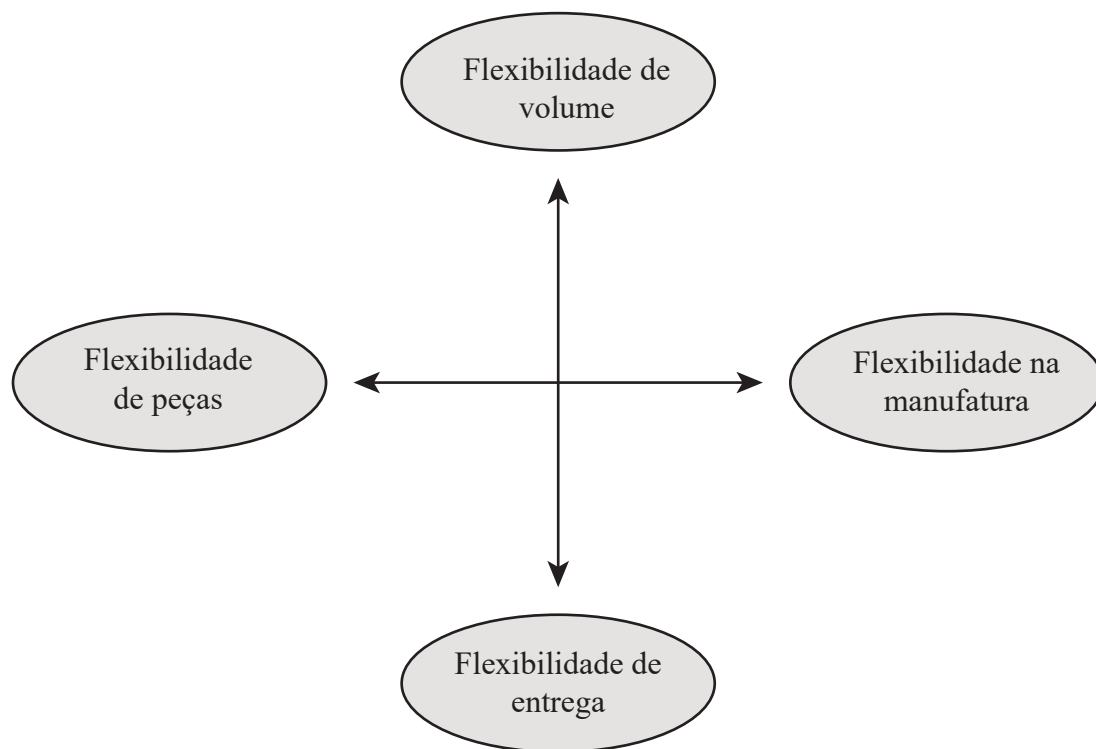 Flexibilidade de
volume
Flexibilidade
de peças
Flexibilidade na
manufatura
Flexibilidade de
entrega